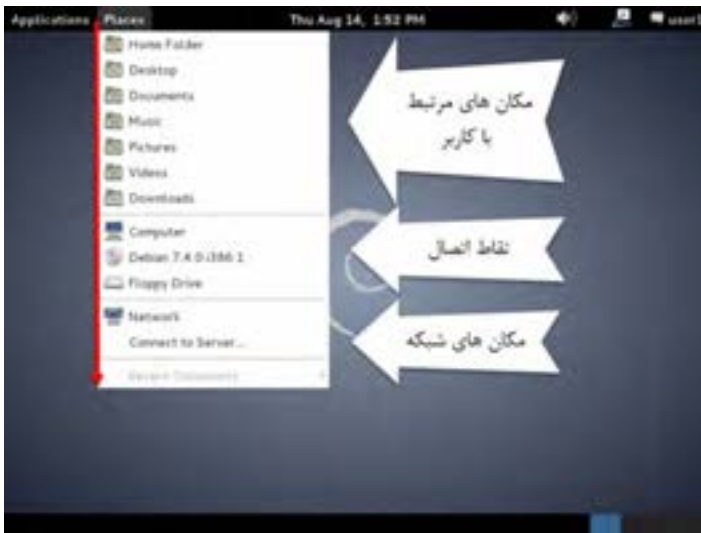 Applications Places Thu Aug 14, 1:52 PM user1
Home Folder
Desktop
Documents
Music
Pictures
Videos
Downloads
Computer
Debian 7.4.0 i386 1
Floppy Drive
Network
Connect to Server...
Recent Documents
مکان های مرتبط
با کاربر
نقاط اتصال
مکان های شبکه